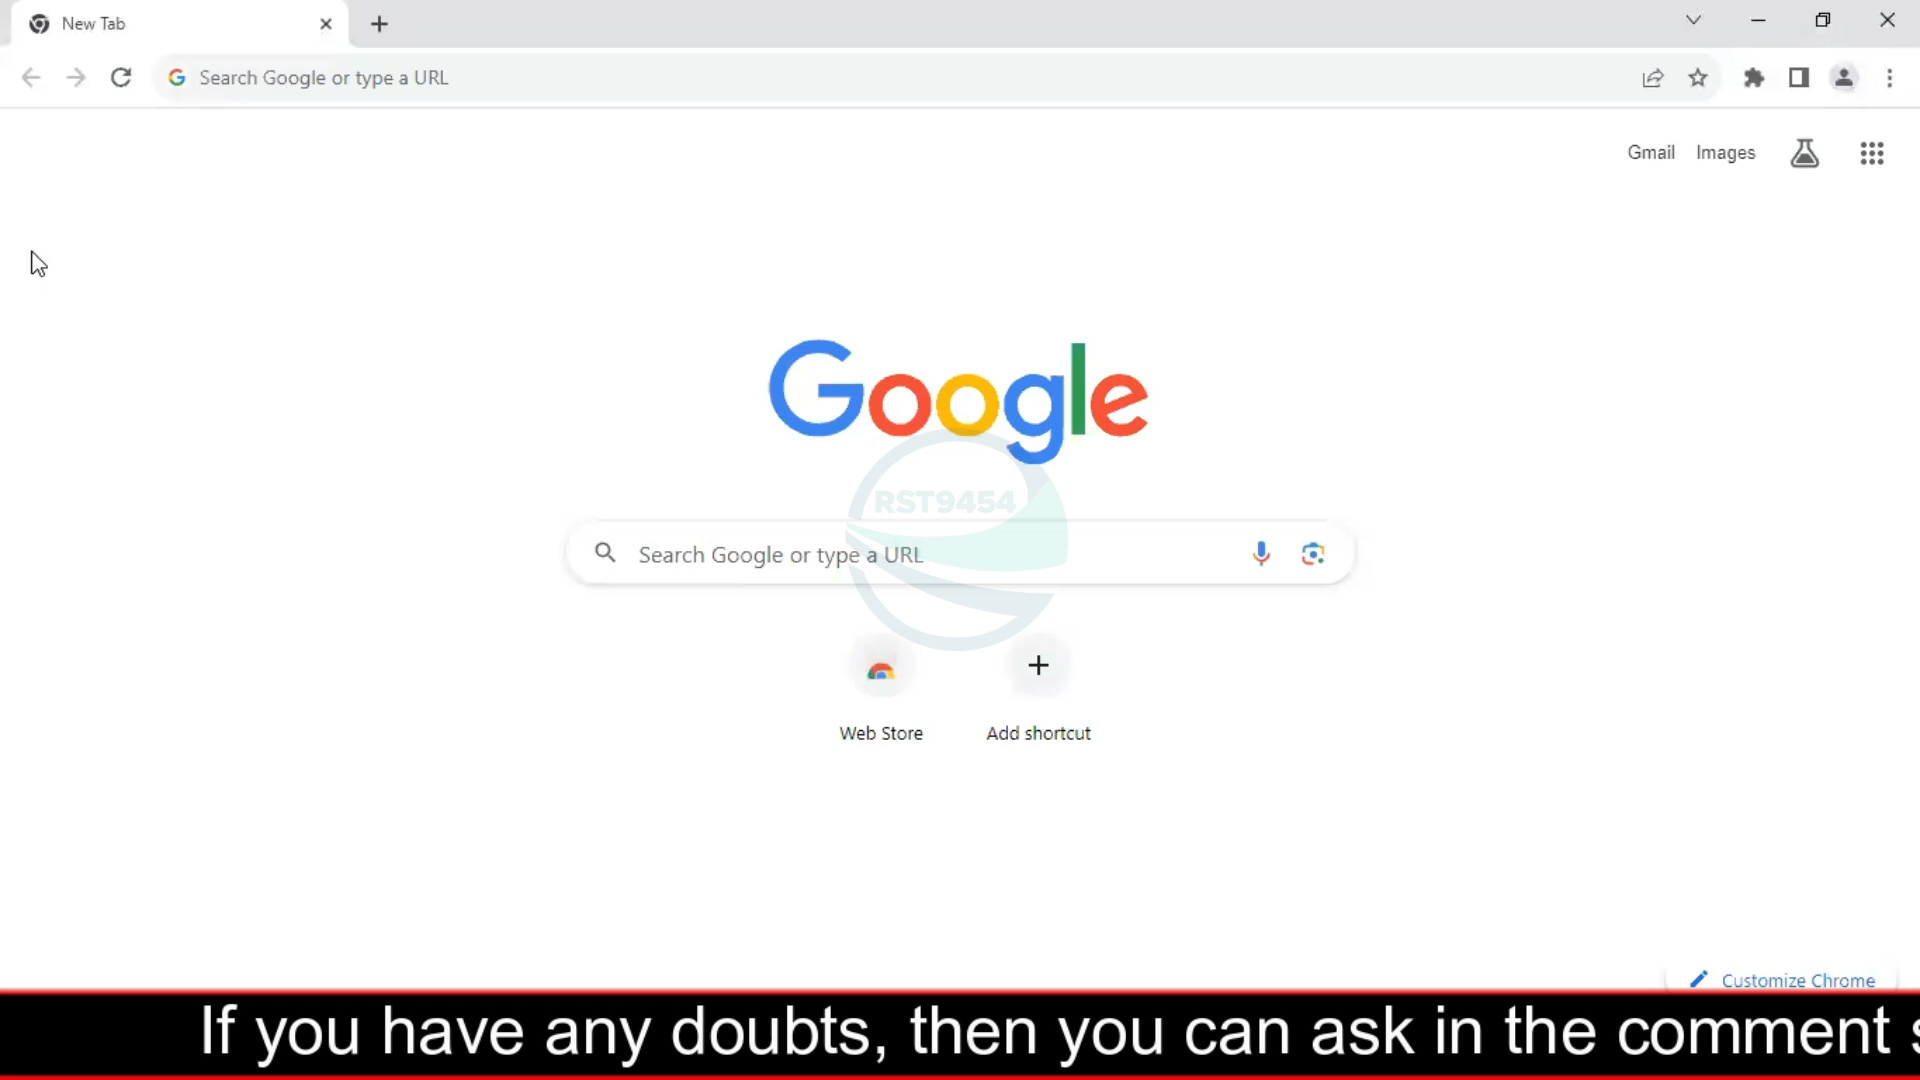 New Tab
Search Google or type a URL
Gmail Images
Google
RST9454
Search Google or type a URL
Web Store Add shortcut
Customize Chrome
If you have any doubts, then you can ask in the comment